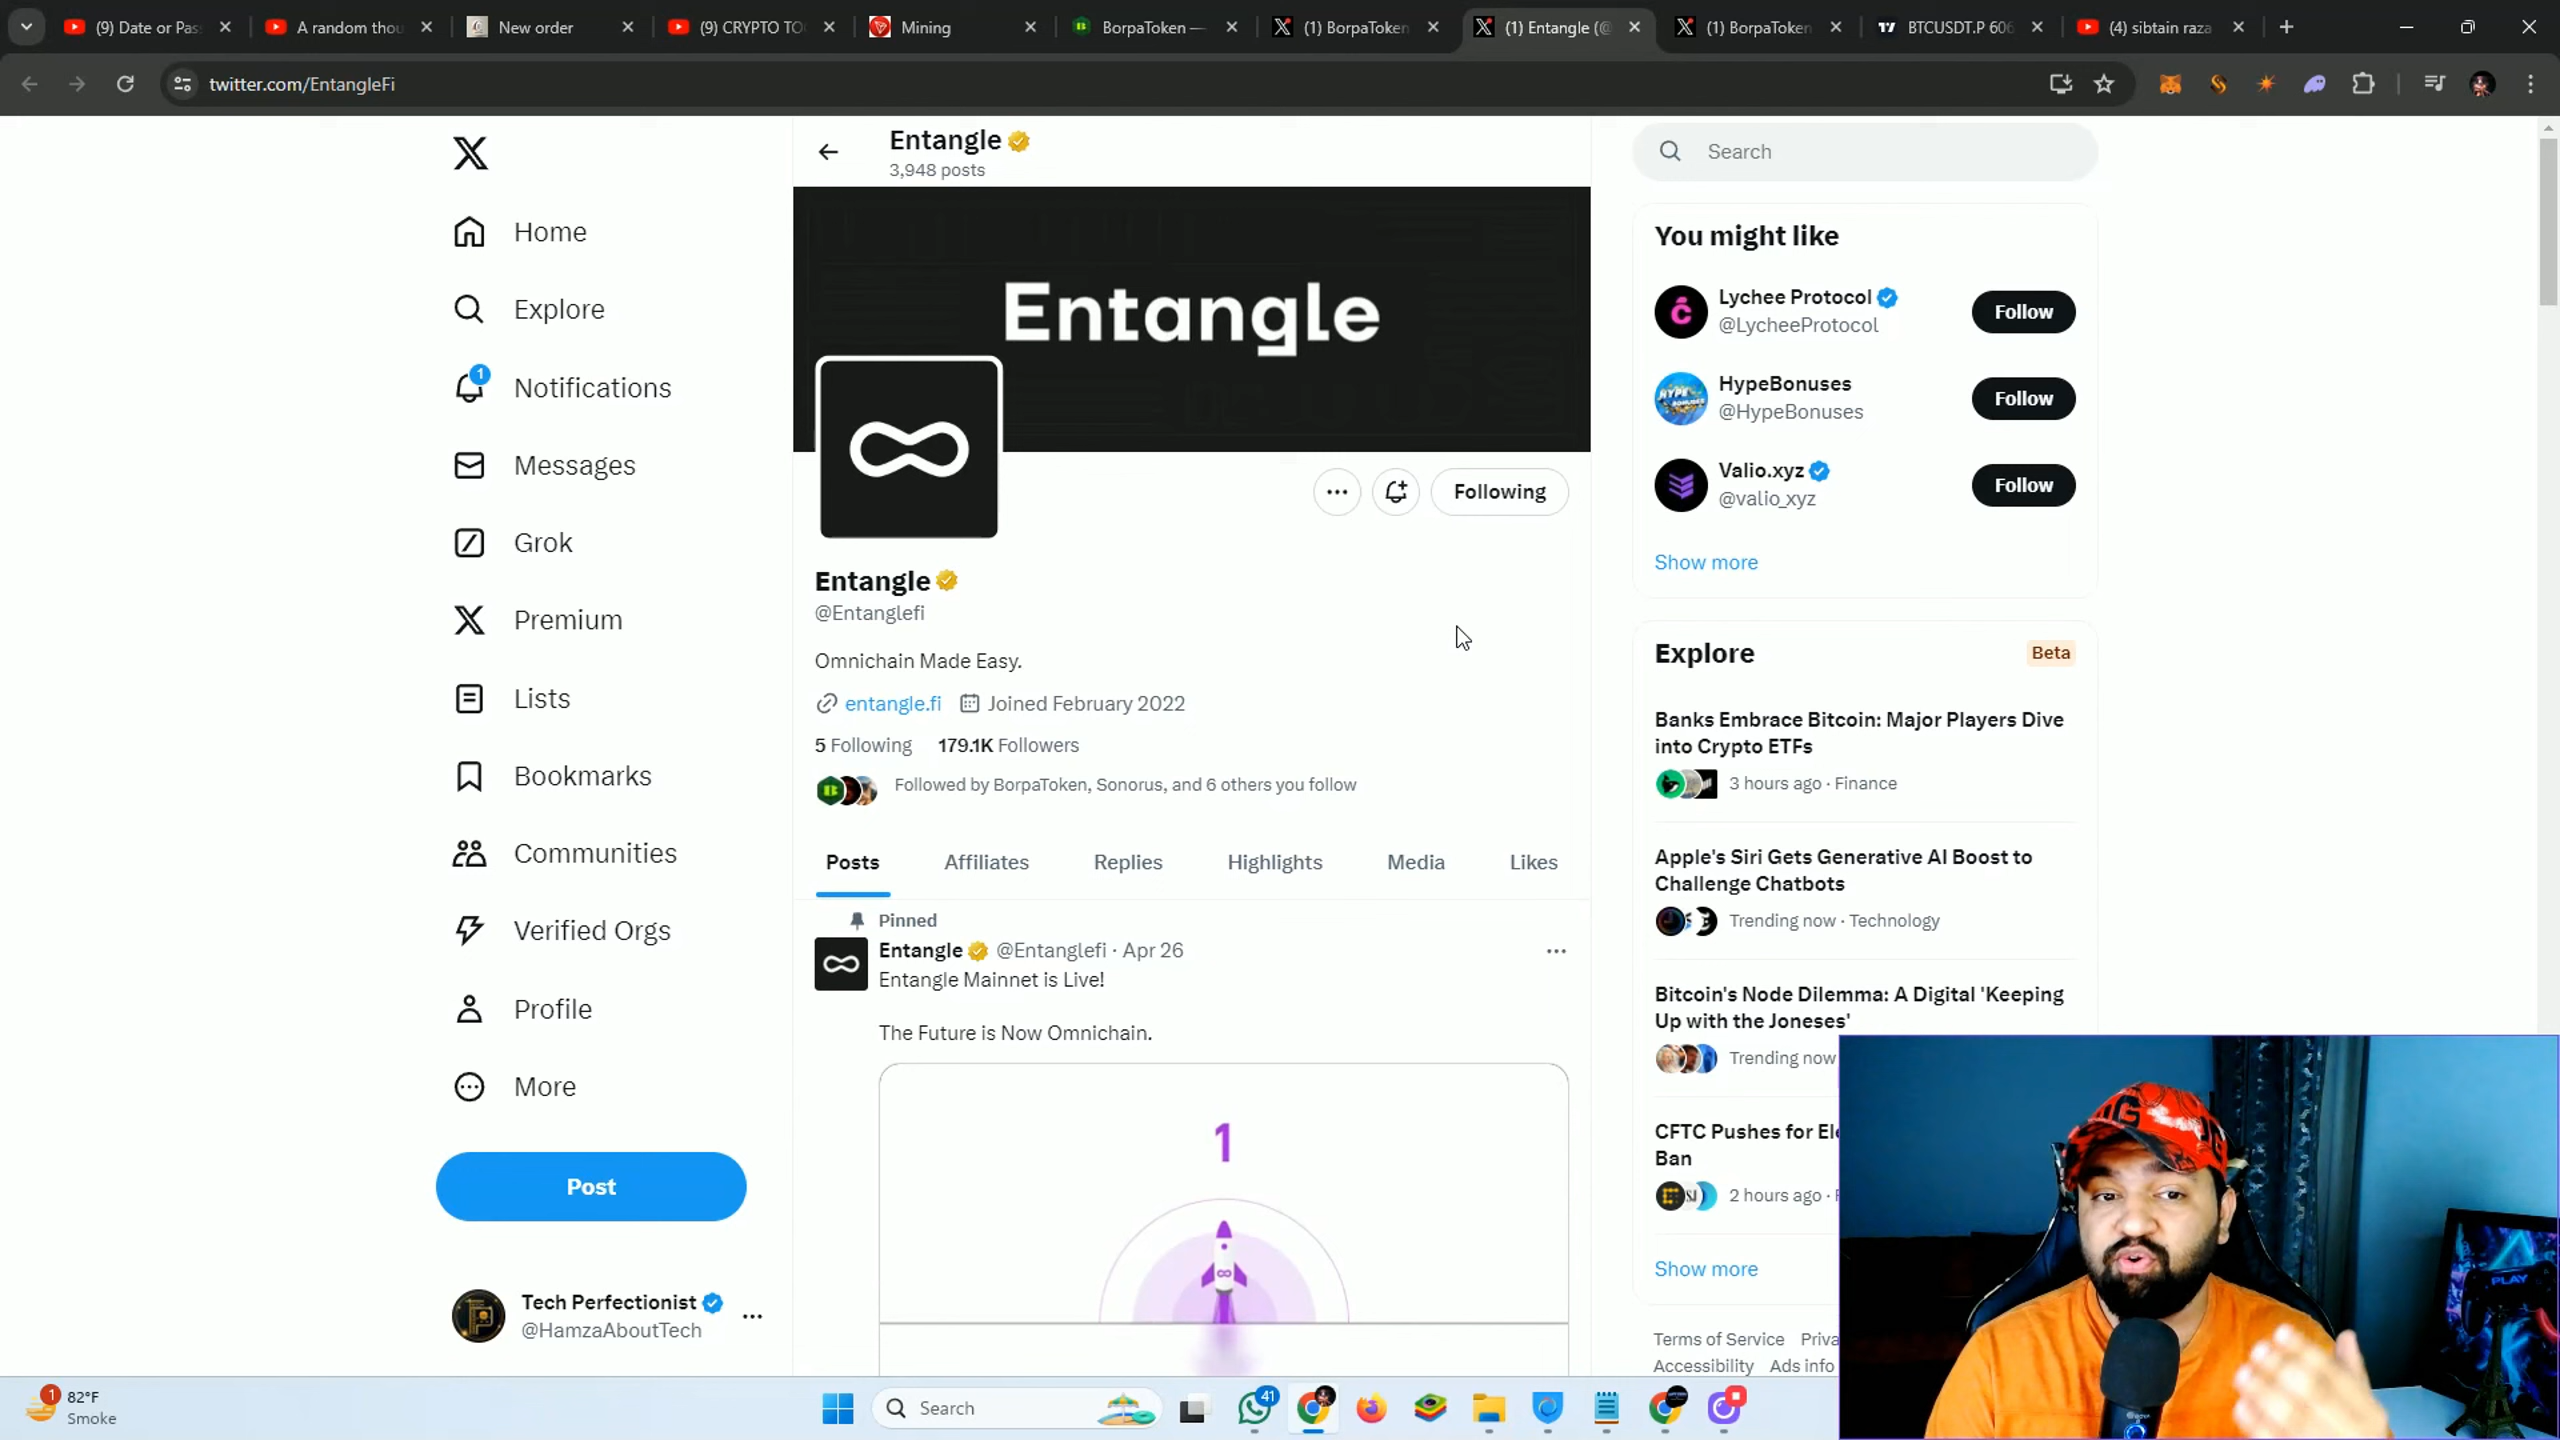 (9) Date or Pas
A random thou
New order
(9) CRYPTO TO
Mining
BorpaToken —
(1) BorpaToken
(1) Entangle (@
(1) BorpaToken
BTCUSDT.P 606
(4) sibtain raza
twitter.com/EntangleFi
Home
Explore
1
Notifications
Messages
Grok
Premium
Lists
Bookmarks
Communities
Verified Orgs
Profile
More
Post
Tech Perfectionist
@HamzaAboutTech
Entangle
3,948 posts
Entangle
Following
Entangle
@Entanglefi
Omnichain Made Easy.
entangle.fi Joined February 2022
5 Following 179.1K Followers
Followed by BorpaToken, Sonorus, and 6 others you follow
Posts Affiliates Replies Highlights Media Likes
Pinned
Entangle @Entanglefi · Apr 26
Entangle Mainnet is Live!
The Future is Now Omnichain.
1
Search
You might like
Lychee Protocol
@LycheeProtocol
Follow
HypeBonuses
@HypeBonuses
Follow
Valio.xyz
@valio_xyz
Follow
Show more
Explore
Beta
Banks Embrace Bitcoin: Major Players Dive
into Crypto ETFs
3 hours ago · Finance
Apple's Siri Gets Generative AI Boost to
Challenge Chatbots
Trending now · Technology
Bitcoin's Node Dilemma: A Digital 'Keeping
Up with the Joneses'
Trending now
CFTC Pushes for Ele
Ban
2 hours ago ·
Show more
Terms of Service Priva
Accessibility Ads info
PLAY
1
82°F
Smoke
Search
41